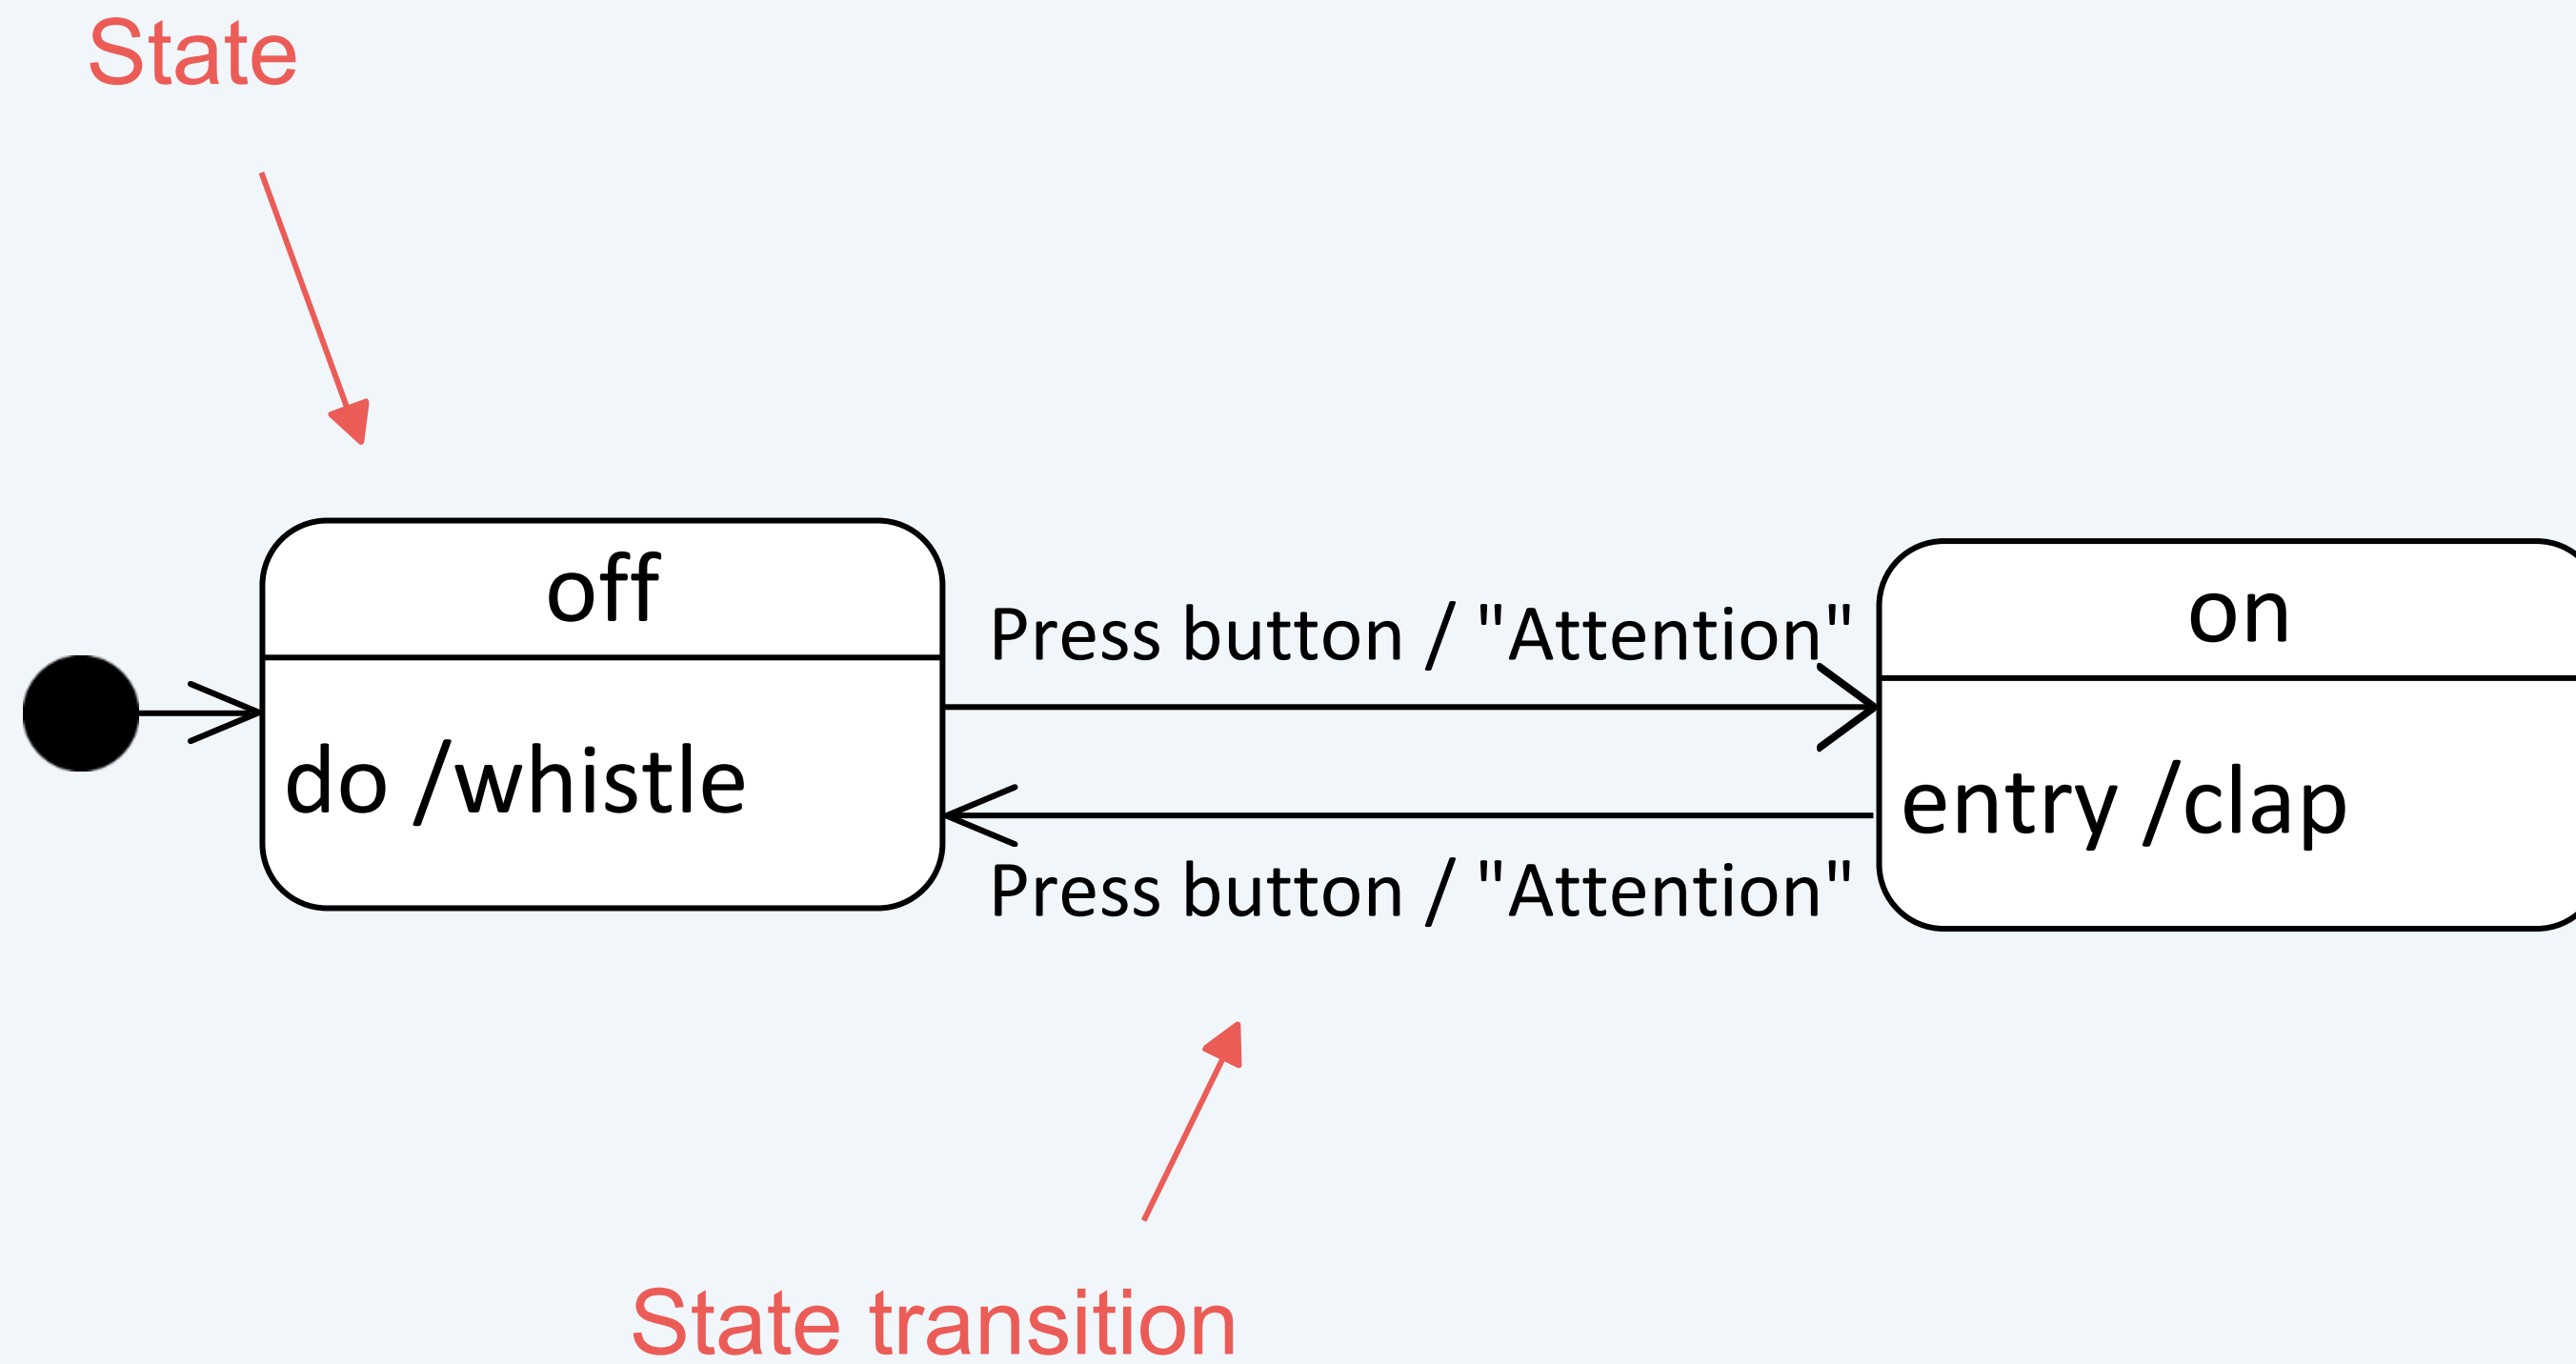 State
off
do /whistle
Press button / "Attention"
Press button / "Attention"
on
entry /clap
State transition